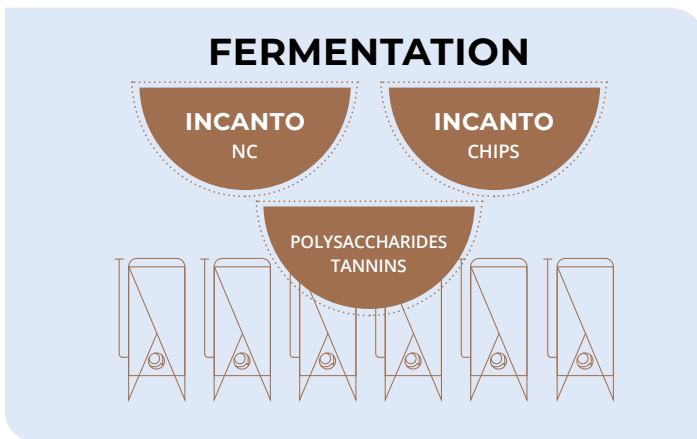 FERMENTATION
INCANTO
NC
INCANTO
CHIPS
POLYSACCHARIDES
TANNINS